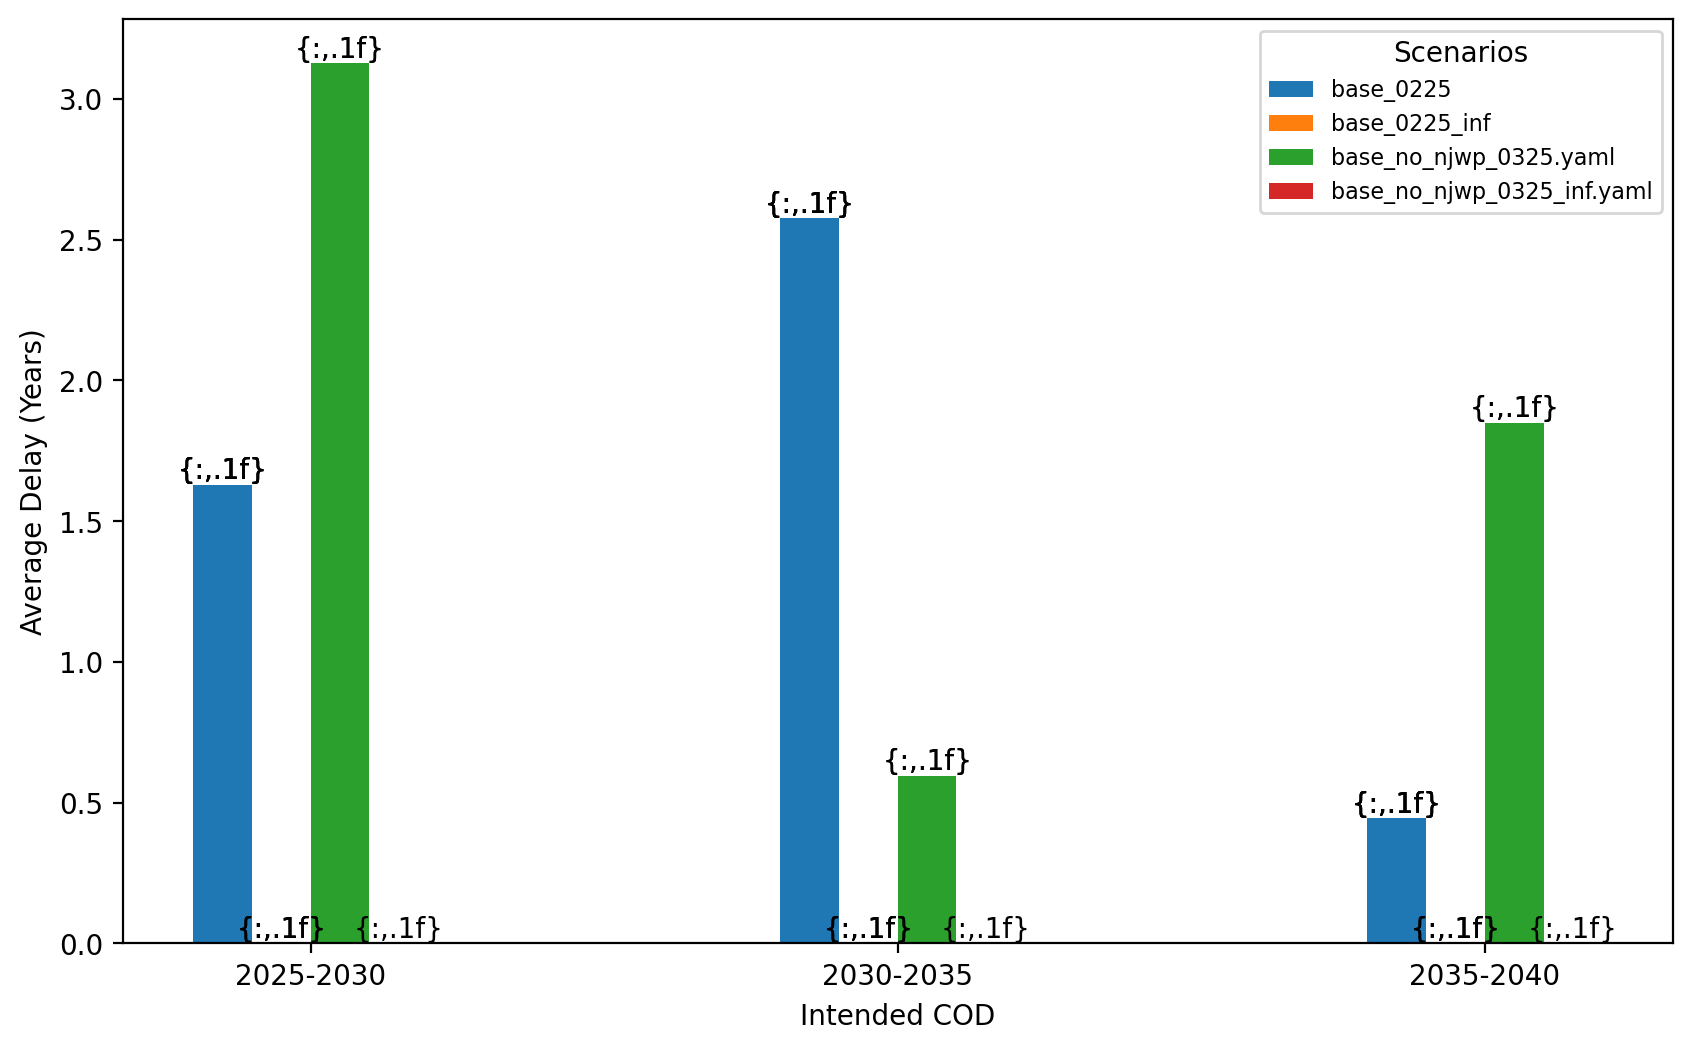 Scenarios
base_0225
base_0225_inf
base_no_njwp_0325.yaml
base_no_njwp_0325_inf.yaml
Average Delay (Years)
3.0
2.5
2.0
1.5
1.0
0.5
0.0
{:,.1f}
{:,.1f}
{:,.1f}
{:,.1f}
{:,.1f}
{:,.1f}
{:,.1f}
{:,.1f}
{:,.1f}
{:,.1f}
{:,.1f}
{:,.1f}
2025-2030
2030-2035
2035-2040
Intended COD